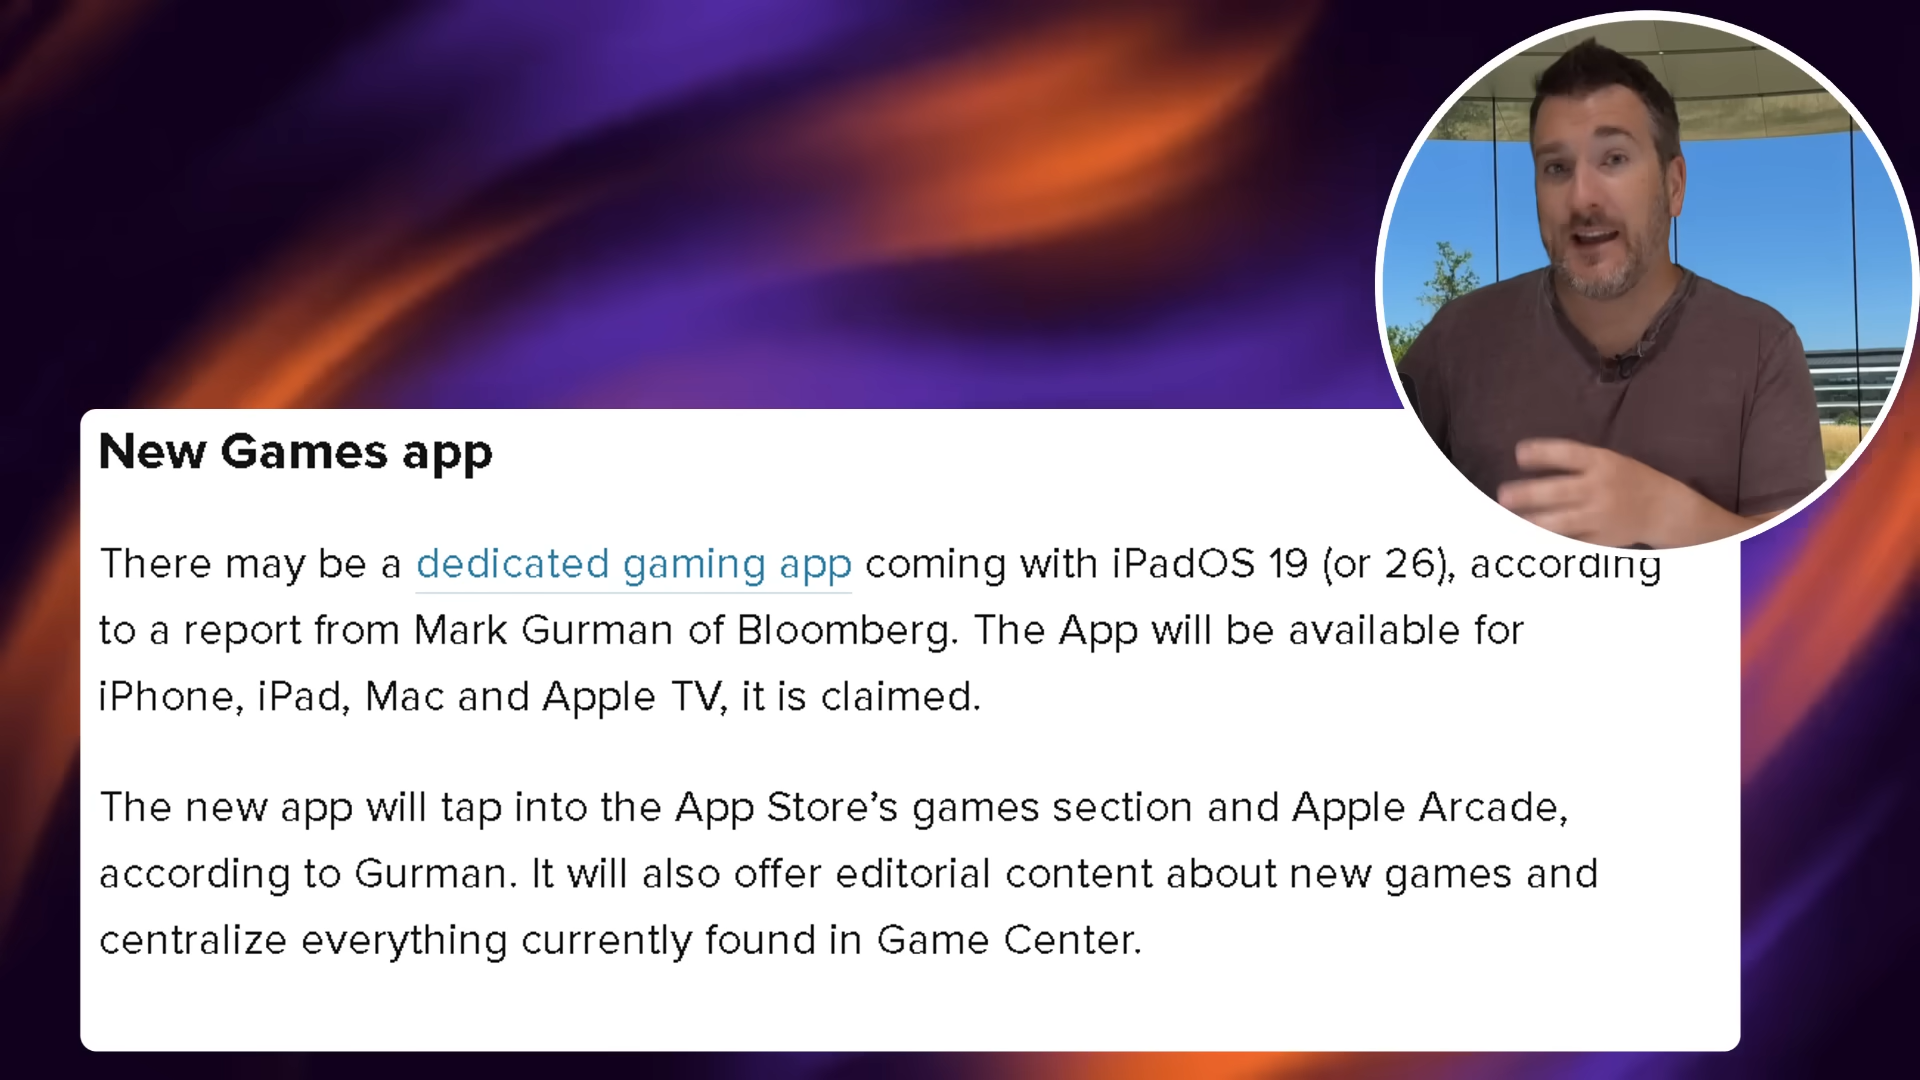 New Games app
There may be a dedicated gaming app coming with iPadOS 19 (or 26), according
to a report from Mark Gurman of Bloomberg. The App will be available for
iPhone, iPad, Mac and Apple TV, it is claimed.
The new app will tap into the App Store’s games section and Apple Arcade,
according to Gurman. It will also offer editorial content about new games and
centralize everything currently found in Game Center.